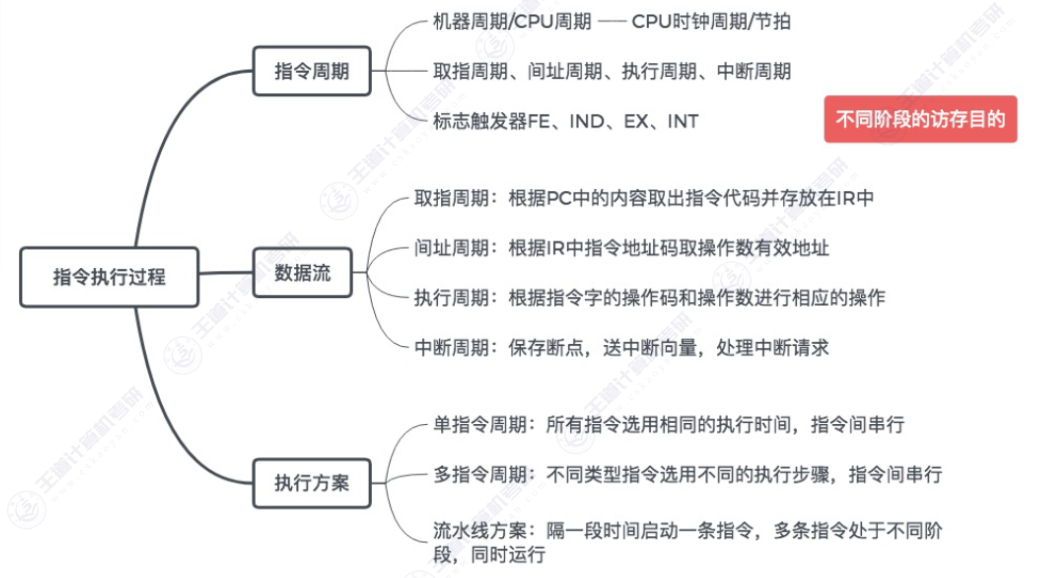 机器周期/CPU周期 —— CPU时钟周期/节拍
指令周期
取指周期、间址周期、执行周期、中断周期
标志触发器FE、IND、EX、INT
不同阶段的访存目的
取指周期：根据PC中的内容取出指令代码并存放在IR中
间址周期：根据IR中指令地址码取操作数有效地址
指令执行过程
数据流
执行周期：根据指令字的操作码和操作数进行相应的操作
中断周期：保存断点，送中断向量，处理中断请求
单指令周期：所有指令选用相同的执行时间，指令间串行
执行方案
多指令周期：不同类型指令选用不同的执行步骤，指令间串行
流水线方案：隔一段时间启动一条指令，多条指令处于不同阶
段，同时运行
王道计算机考研
王道计算机考研
王道计算机考研
王道计算机考研